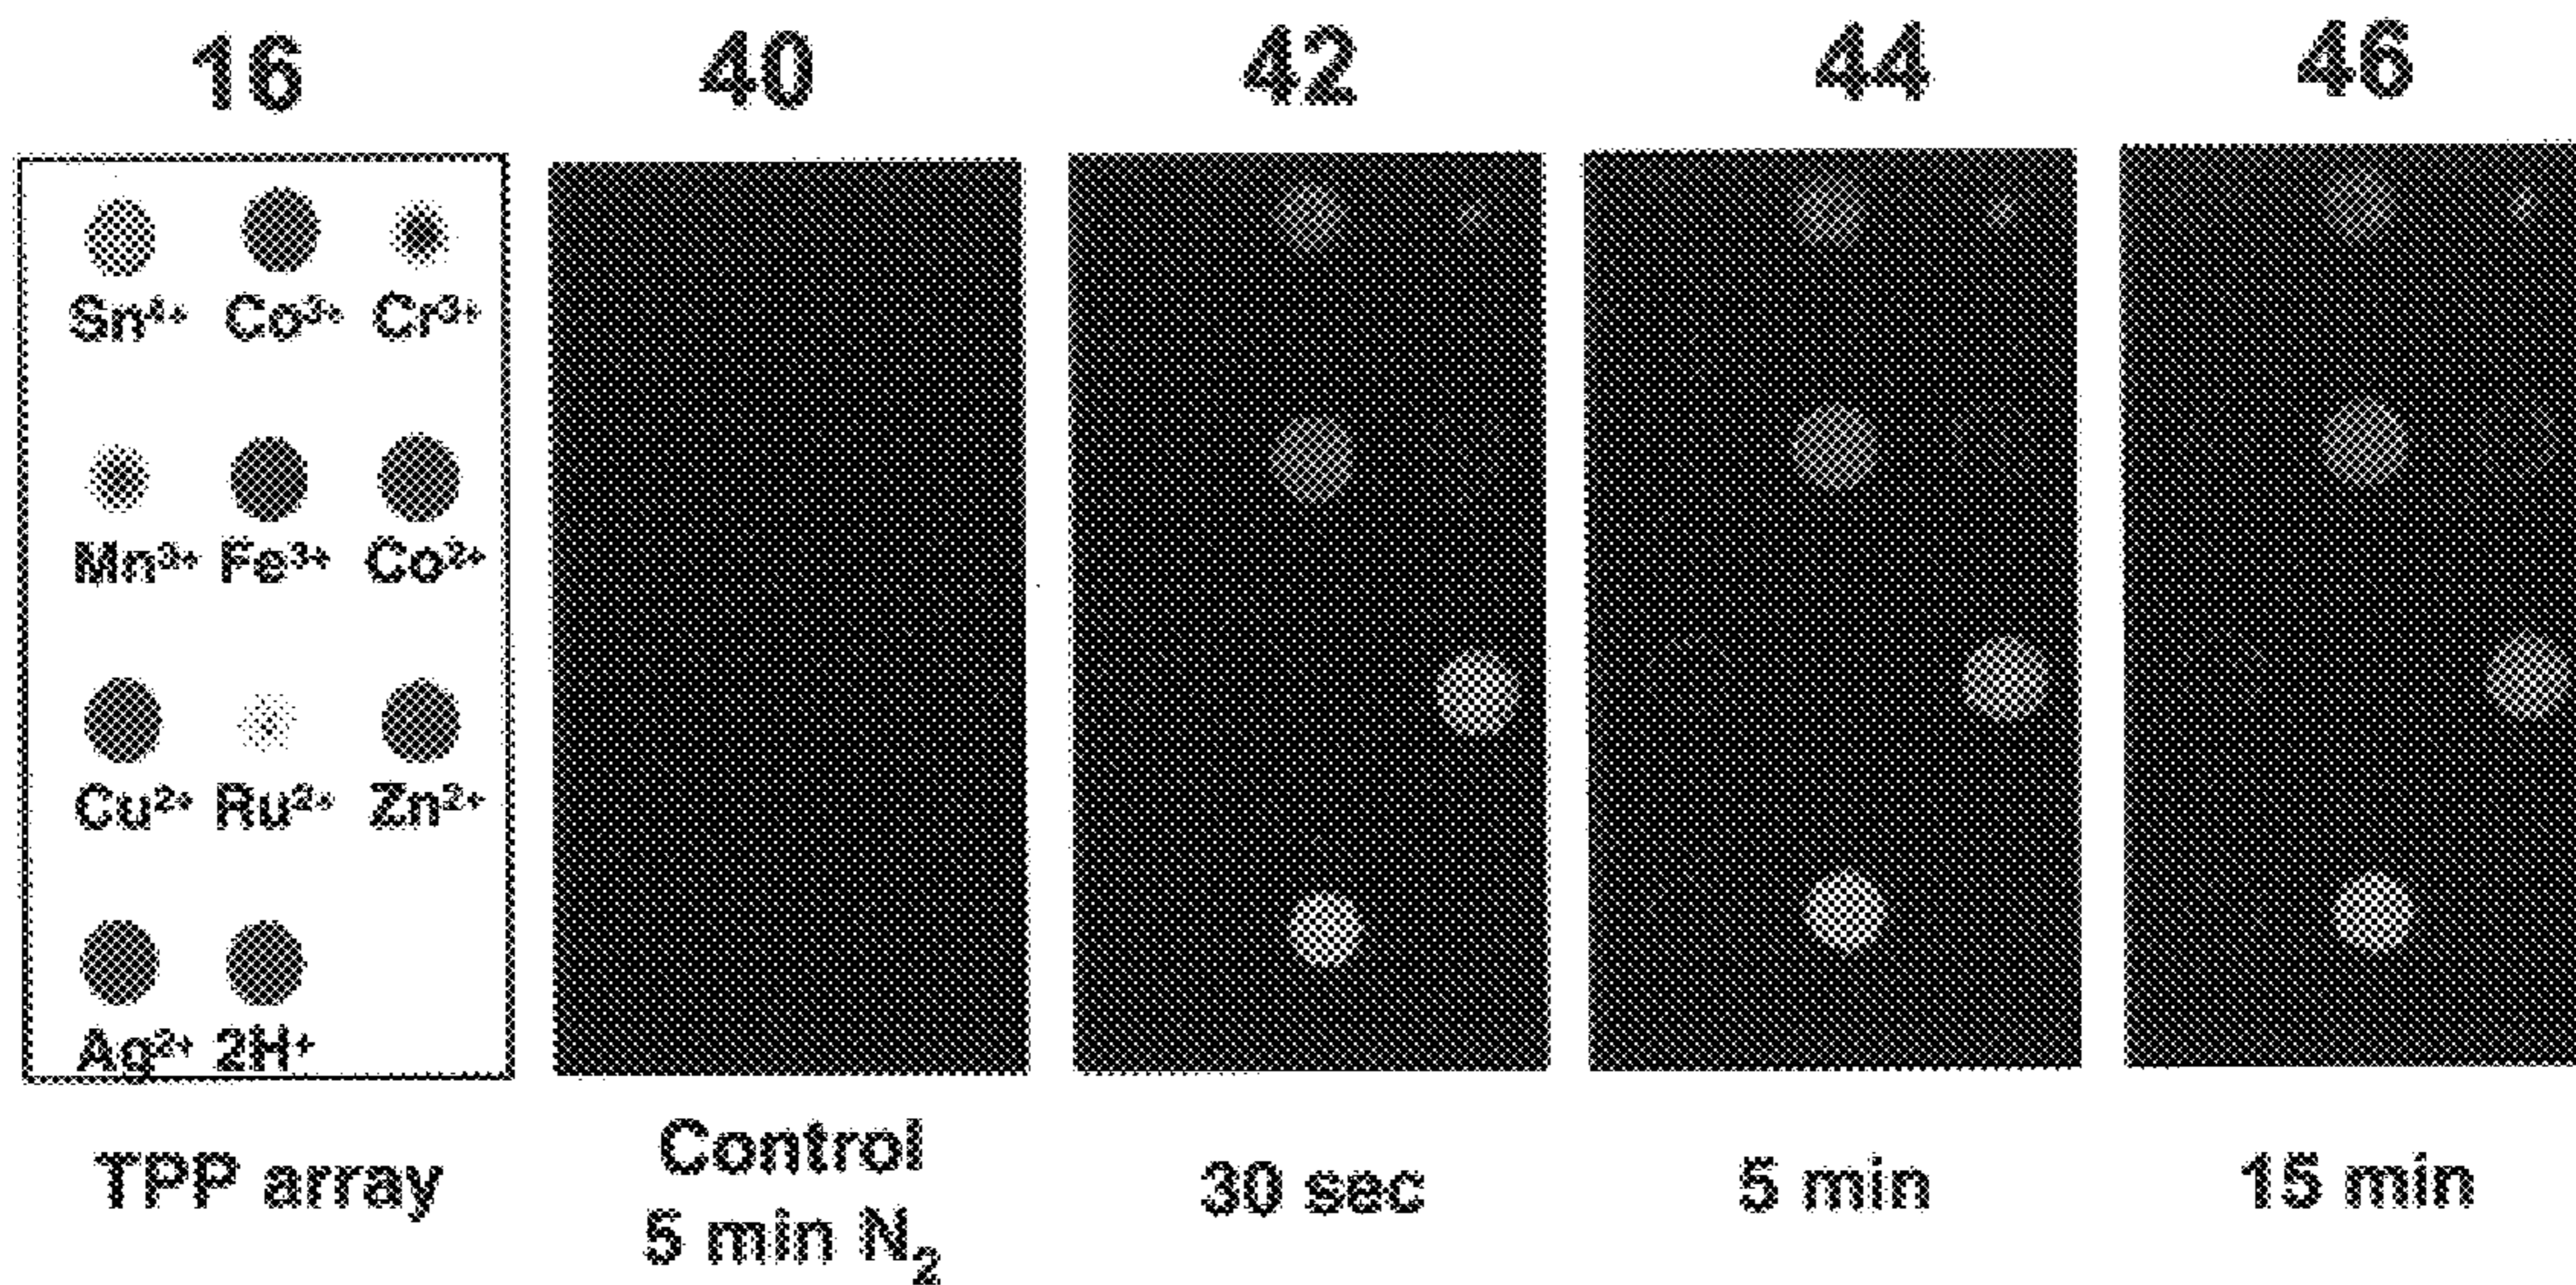 16 40 42 44 46
Sn⁴⁺ Co³⁺ Cr³⁺
Mn³⁺ Fe³⁺ Co²⁺
Cu²⁺ Ru²⁺ Zn²⁺
Ag²⁺ 2H⁺
TPP array
Control
5 min N₂
30 sec
5 min
15 min